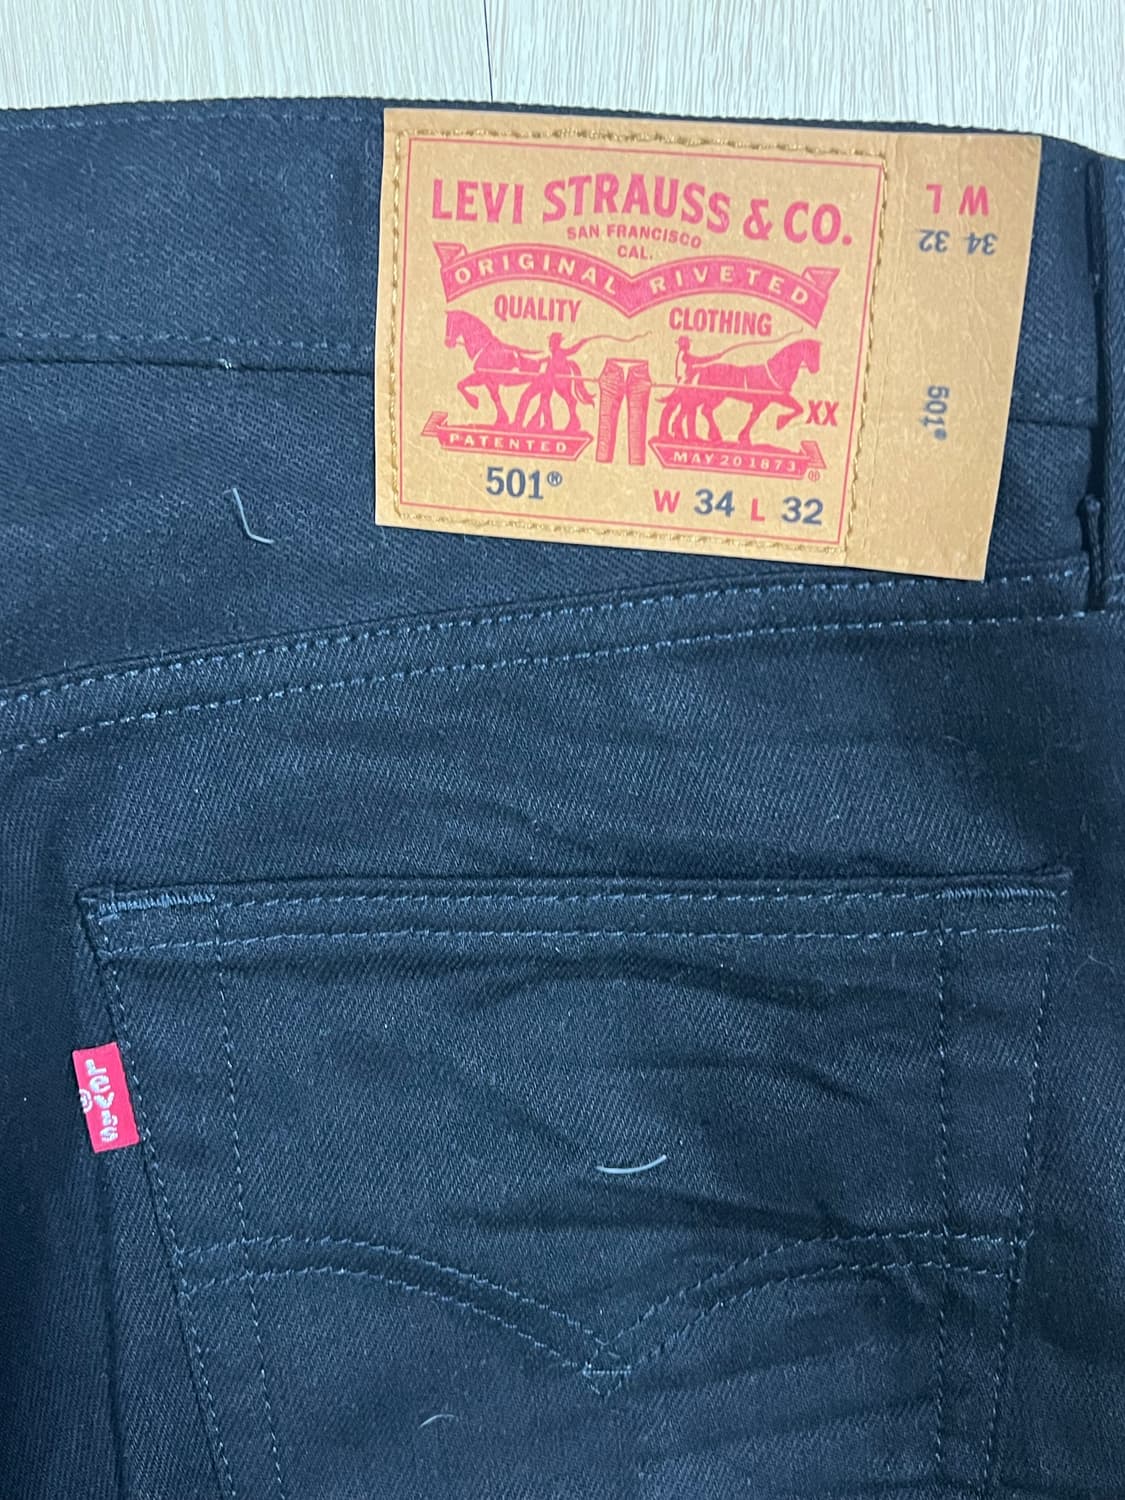 LEVI STRAUSS & CO.
SAN FRANCISCO
CAL.
ORIGINAL RIVETED
QUALITY CLOTHING
XX
PATENTED MAY 20 1873 ®
501®
W 34 L 32
W L
34 32
501®
Levi's
®